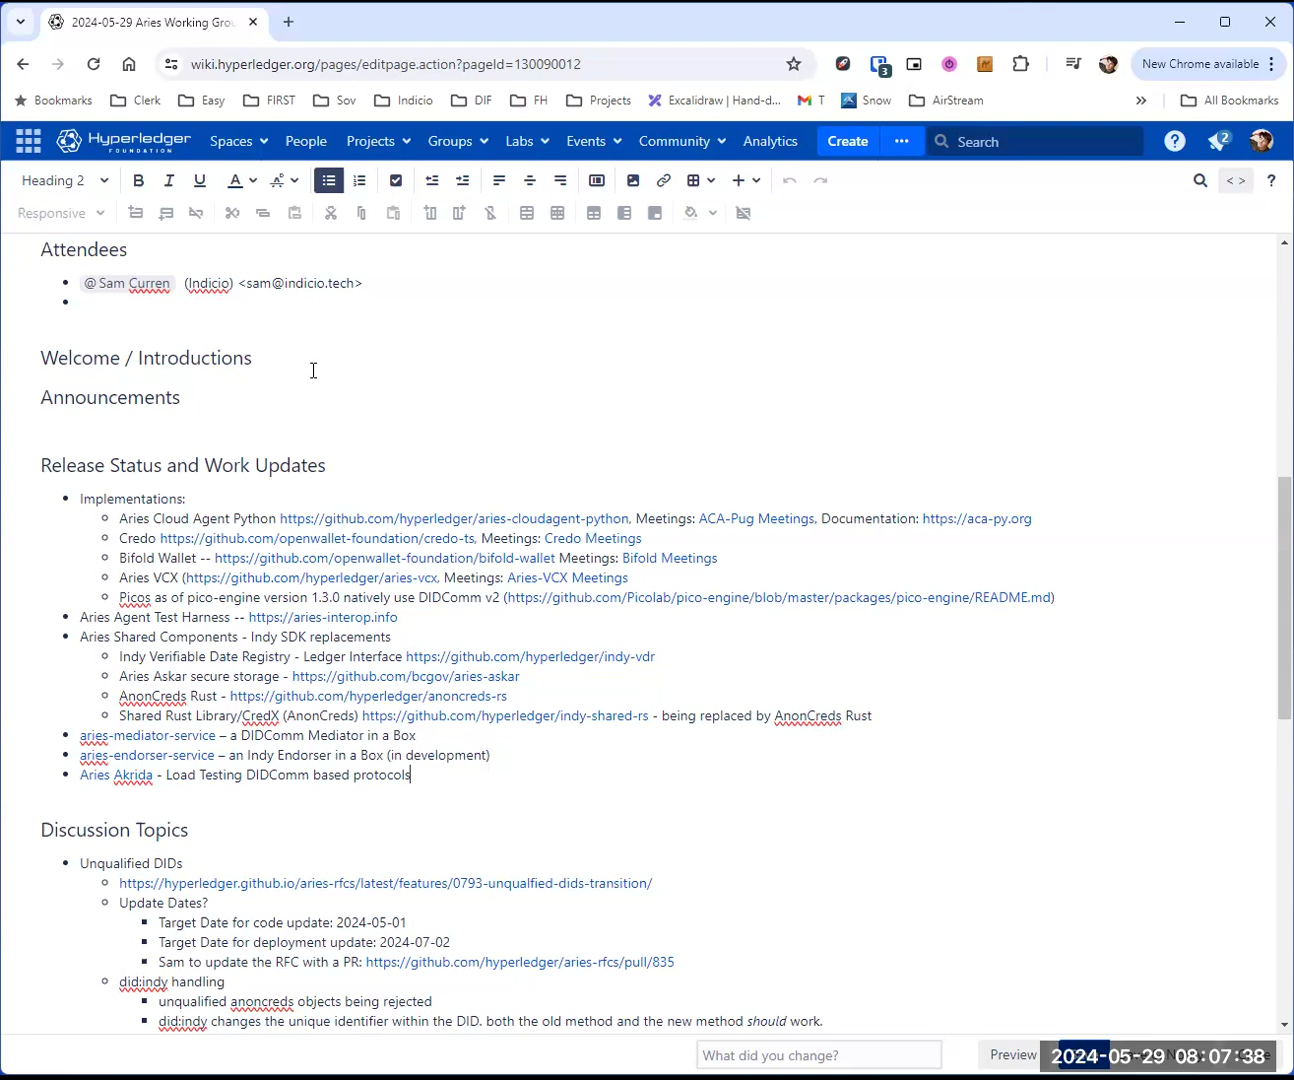 2024-05-29 Aries Working Gro
wiki.hyperledger.org/pages/editpage.action?pageId=130090012
3
New Chrome available
Bookmarks Clerk Easy FIRST Sov Indicio DIF FH Projects Excalidraw | Hand-d... T Snow AirStream » All Bookmarks
HYPERLEDGER FOUNDATION Spaces People Projects Groups Labs Events Community Analytics Create ••• Search ? 2
Heading 2 B I U A < > ?
Responsive
Attendees
@ Sam Curren (Indicio) <sam@indicio.tech>
Welcome / Introductions
Announcements
Release Status and Work Updates
Implementations:
Aries Cloud Agent Python https://github.com/hyperledger/aries-cloudagent-python, Meetings: ACA-Pug Meetings, Documentation: https://aca-py.org
Credo https://github.com/openwallet-foundation/credo-ts, Meetings: Credo Meetings
Bifold Wallet -- https://github.com/openwallet-foundation/bifold-wallet Meetings: Bifold Meetings
Aries VCX (https://github.com/hyperledger/aries-vcx, Meetings: Aries-VCX Meetings
Picos as of pico-engine version 1.3.0 natively use DIDComm v2 (https://github.com/Picolab/pico-engine/blob/master/packages/pico-engine/README.md)
Aries Agent Test Harness -- https://aries-interop.info
Aries Shared Components - Indy SDK replacements
Indy Verifiable Date Registry - Ledger Interface https://github.com/hyperledger/indy-vdr
Aries Askar secure storage - https://github.com/bcgov/aries-askar
AnonCreds Rust - https://github.com/hyperledger/anoncreds-rs
Shared Rust Library/CredX (AnonCreds) https://github.com/hyperledger/indy-shared-rs - being replaced by AnonCreds Rust
aries-mediator-service – a DIDComm Mediator in a Box
aries-endorser-service – an Indy Endorser in a Box (in development)
Aries Akrida - Load Testing DIDComm based protocols
Discussion Topics
Unqualified DIDs
https://hyperledger.github.io/aries-rfcs/latest/features/0793-unqualfied-dids-transition/
Update Dates?
Target Date for code update: 2024-05-01
Target Date for deployment update: 2024-07-02
Sam to update the RFC with a PR: https://github.com/hyperledger/aries-rfcs/pull/835
did:indy handling
unqualified anoncreds objects being rejected
did:indy changes the unique identifier within the DID. both the old method and the new method should work.
What did you change? Preview
2024-05-29 08:07:38